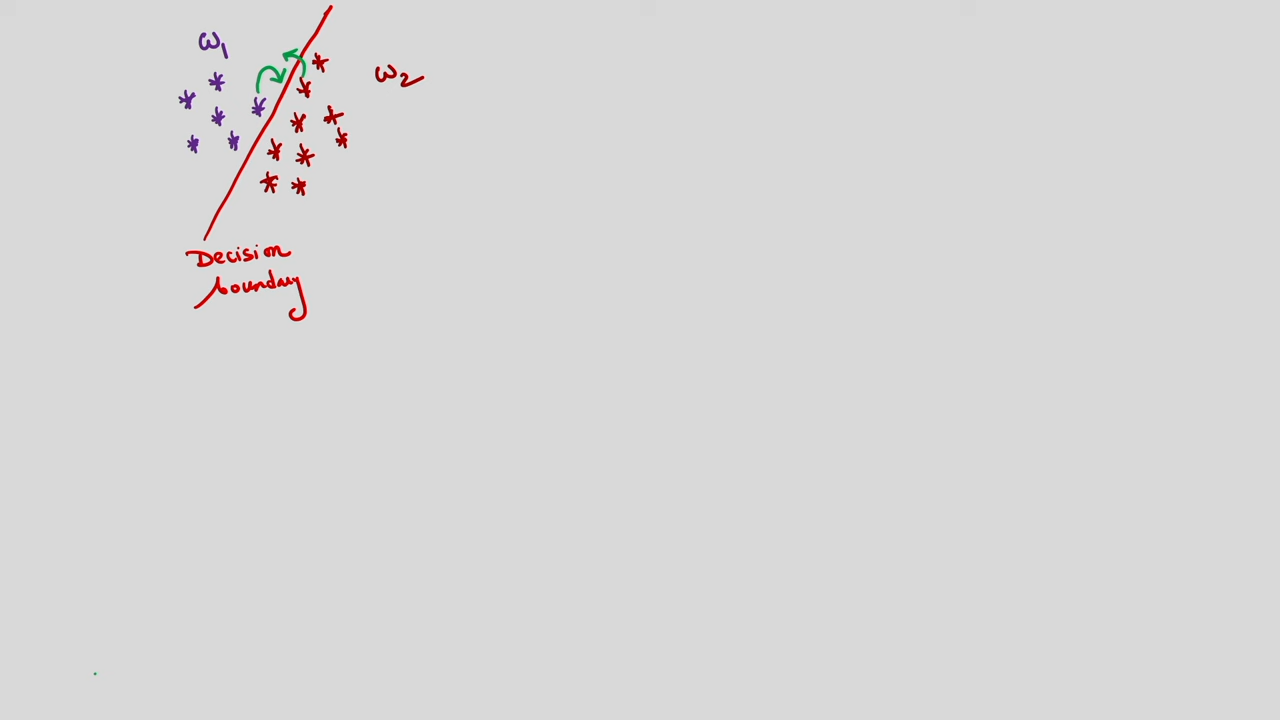 ω₁
ω₂
Decision
boundary